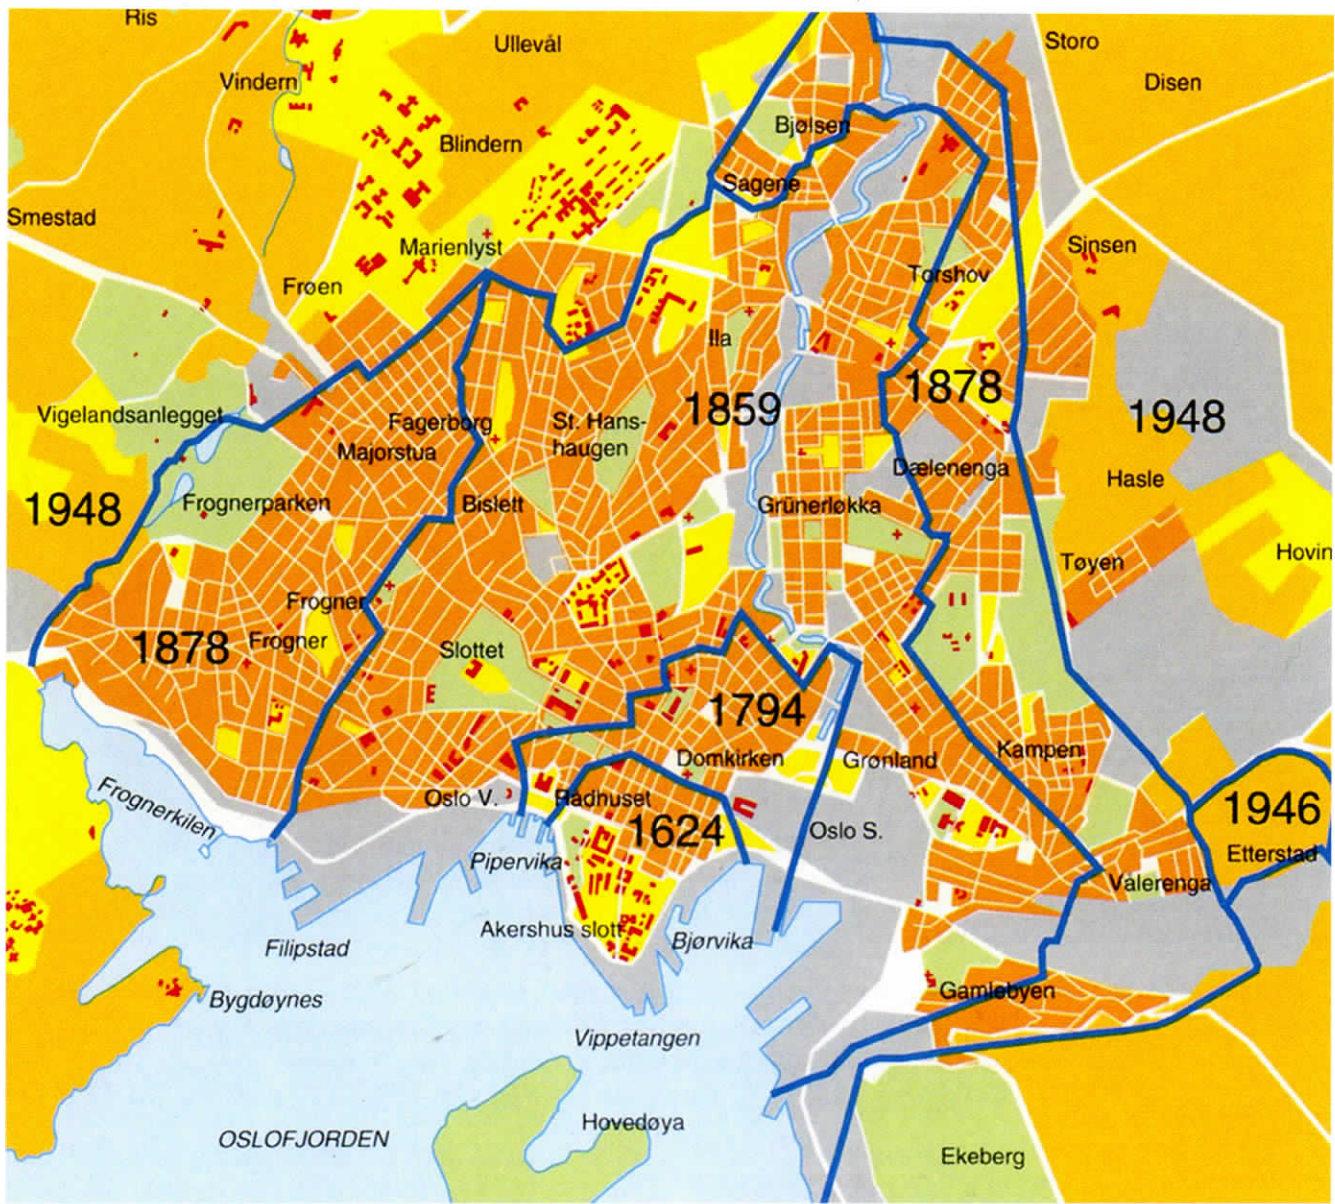 Ris
Ullevål
Storo
Vindern
Disen
Bjølsen
Blindern
Sagene
Smestad
Marienlyst
Sinsen
Torshov
Frøen
Ila
1878
1859
1948
Vigelandsanlegget
Fagerborg
St. Hans-
haugen
Majorstua
Dælenenga
Hasle
1948
Frognerparken
Bislett
Grünerløkka
Tøyen
Hovin
Frogner
1878
Frogner
Slottet
1794
Domkirken
Grønland
Kampen
Frognerkilen
Oslo V.
Radhuset
1624
Oslo S.
1946
Etterstad
Pipervika
Valerenga
Akershus slott
Bjørvika
Filipstad
Gamlebyen
Bygdøynes
Vippetangen
Hovedøya
OSLOFJORDEN
Ekeberg